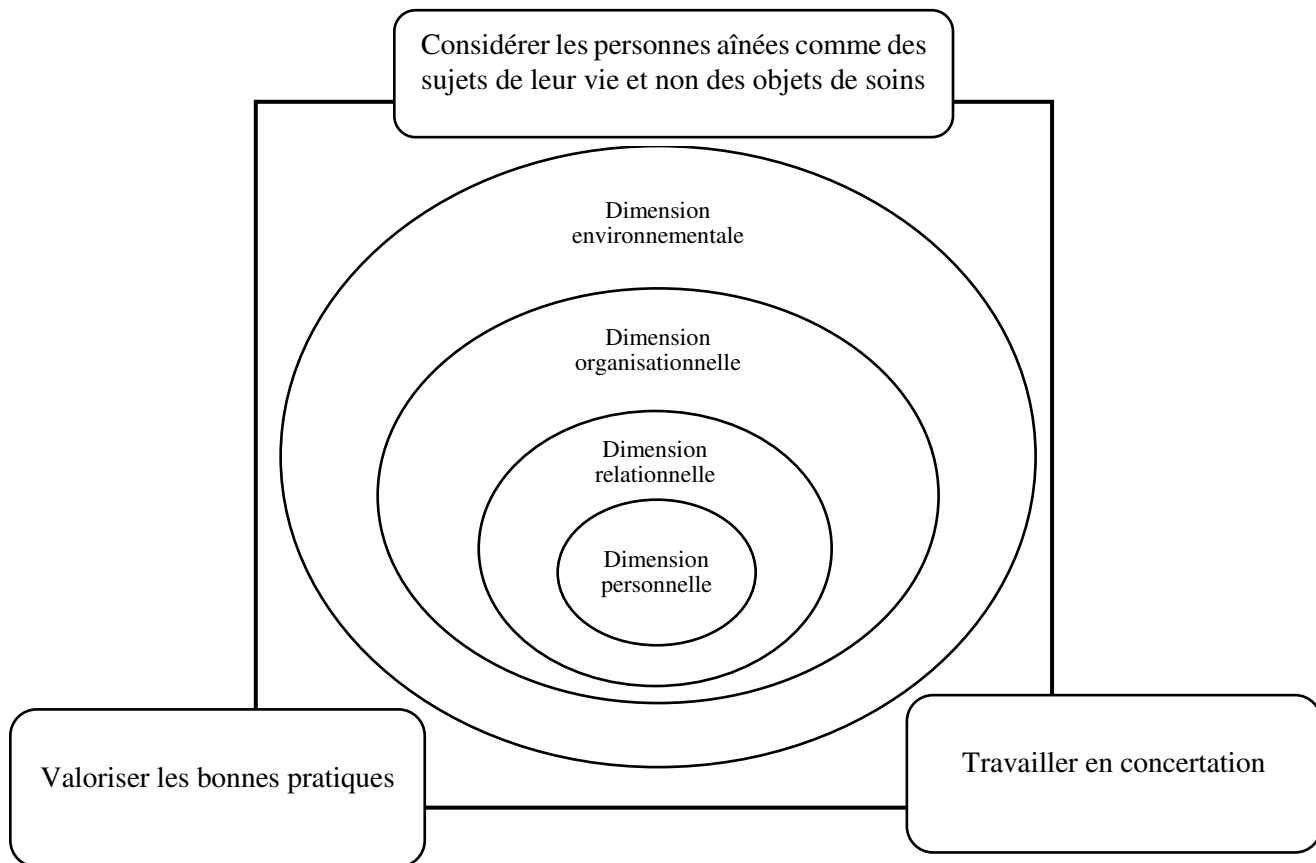 Considérer les personnes aînées comme des
sujets de leur vie et non des objets de soins
Dimension
environnementale
Dimension
organisationnelle
Dimension
relationnelle
Dimension
personnelle
Valoriser les bonnes pratiques
Travailler en concertation